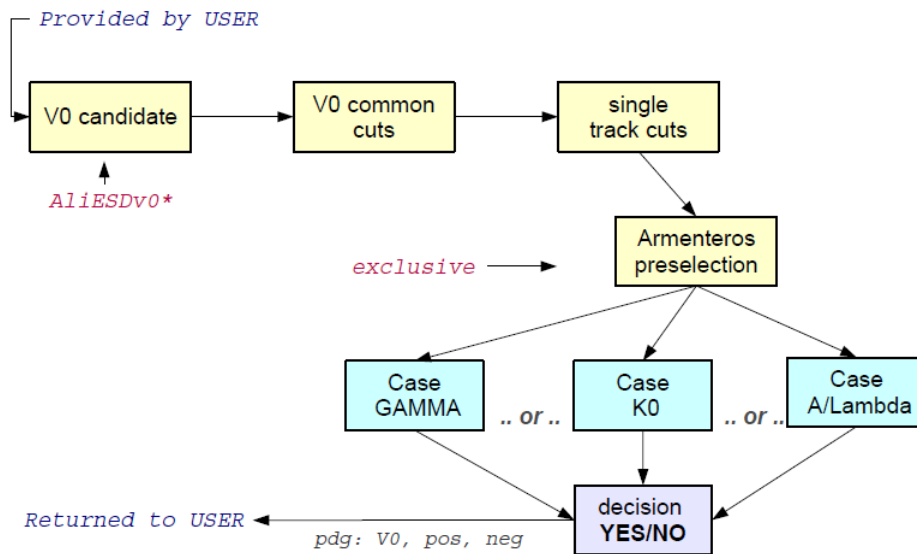 Provided by USER
V0 candidate
V0 common
cuts
single
track cuts
AliESDv0*
Armenteros
preselection
exclusive
Case
GAMMA
.. or ..
Case
K0
.. or ..
Case
A/Lambda
decision
YES/NO
Returned to USER
pdg: V0, pos, neg